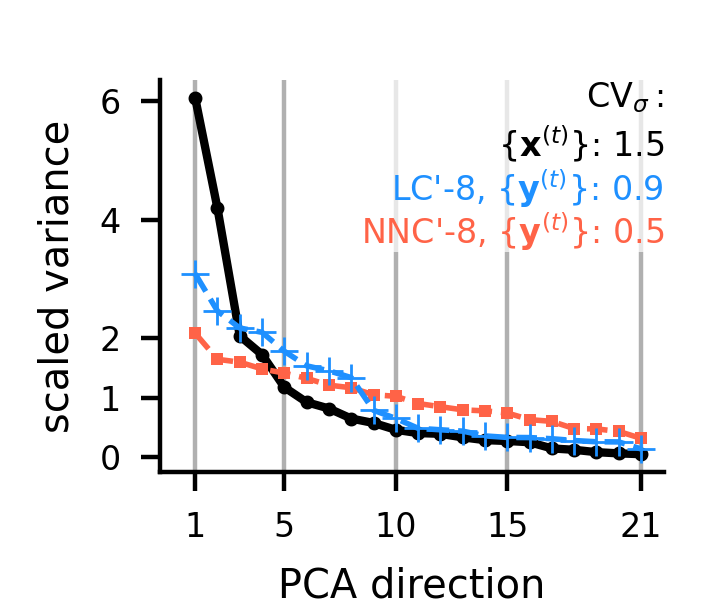 CVσ:
{x^(t)}: 1.5
LC'-8, {y^(t)}: 0.9
NNC'-8, {y^(t)}: 0.5
scaled variance
6
4
2
1
0
1 5 10 15 21
PCA direction